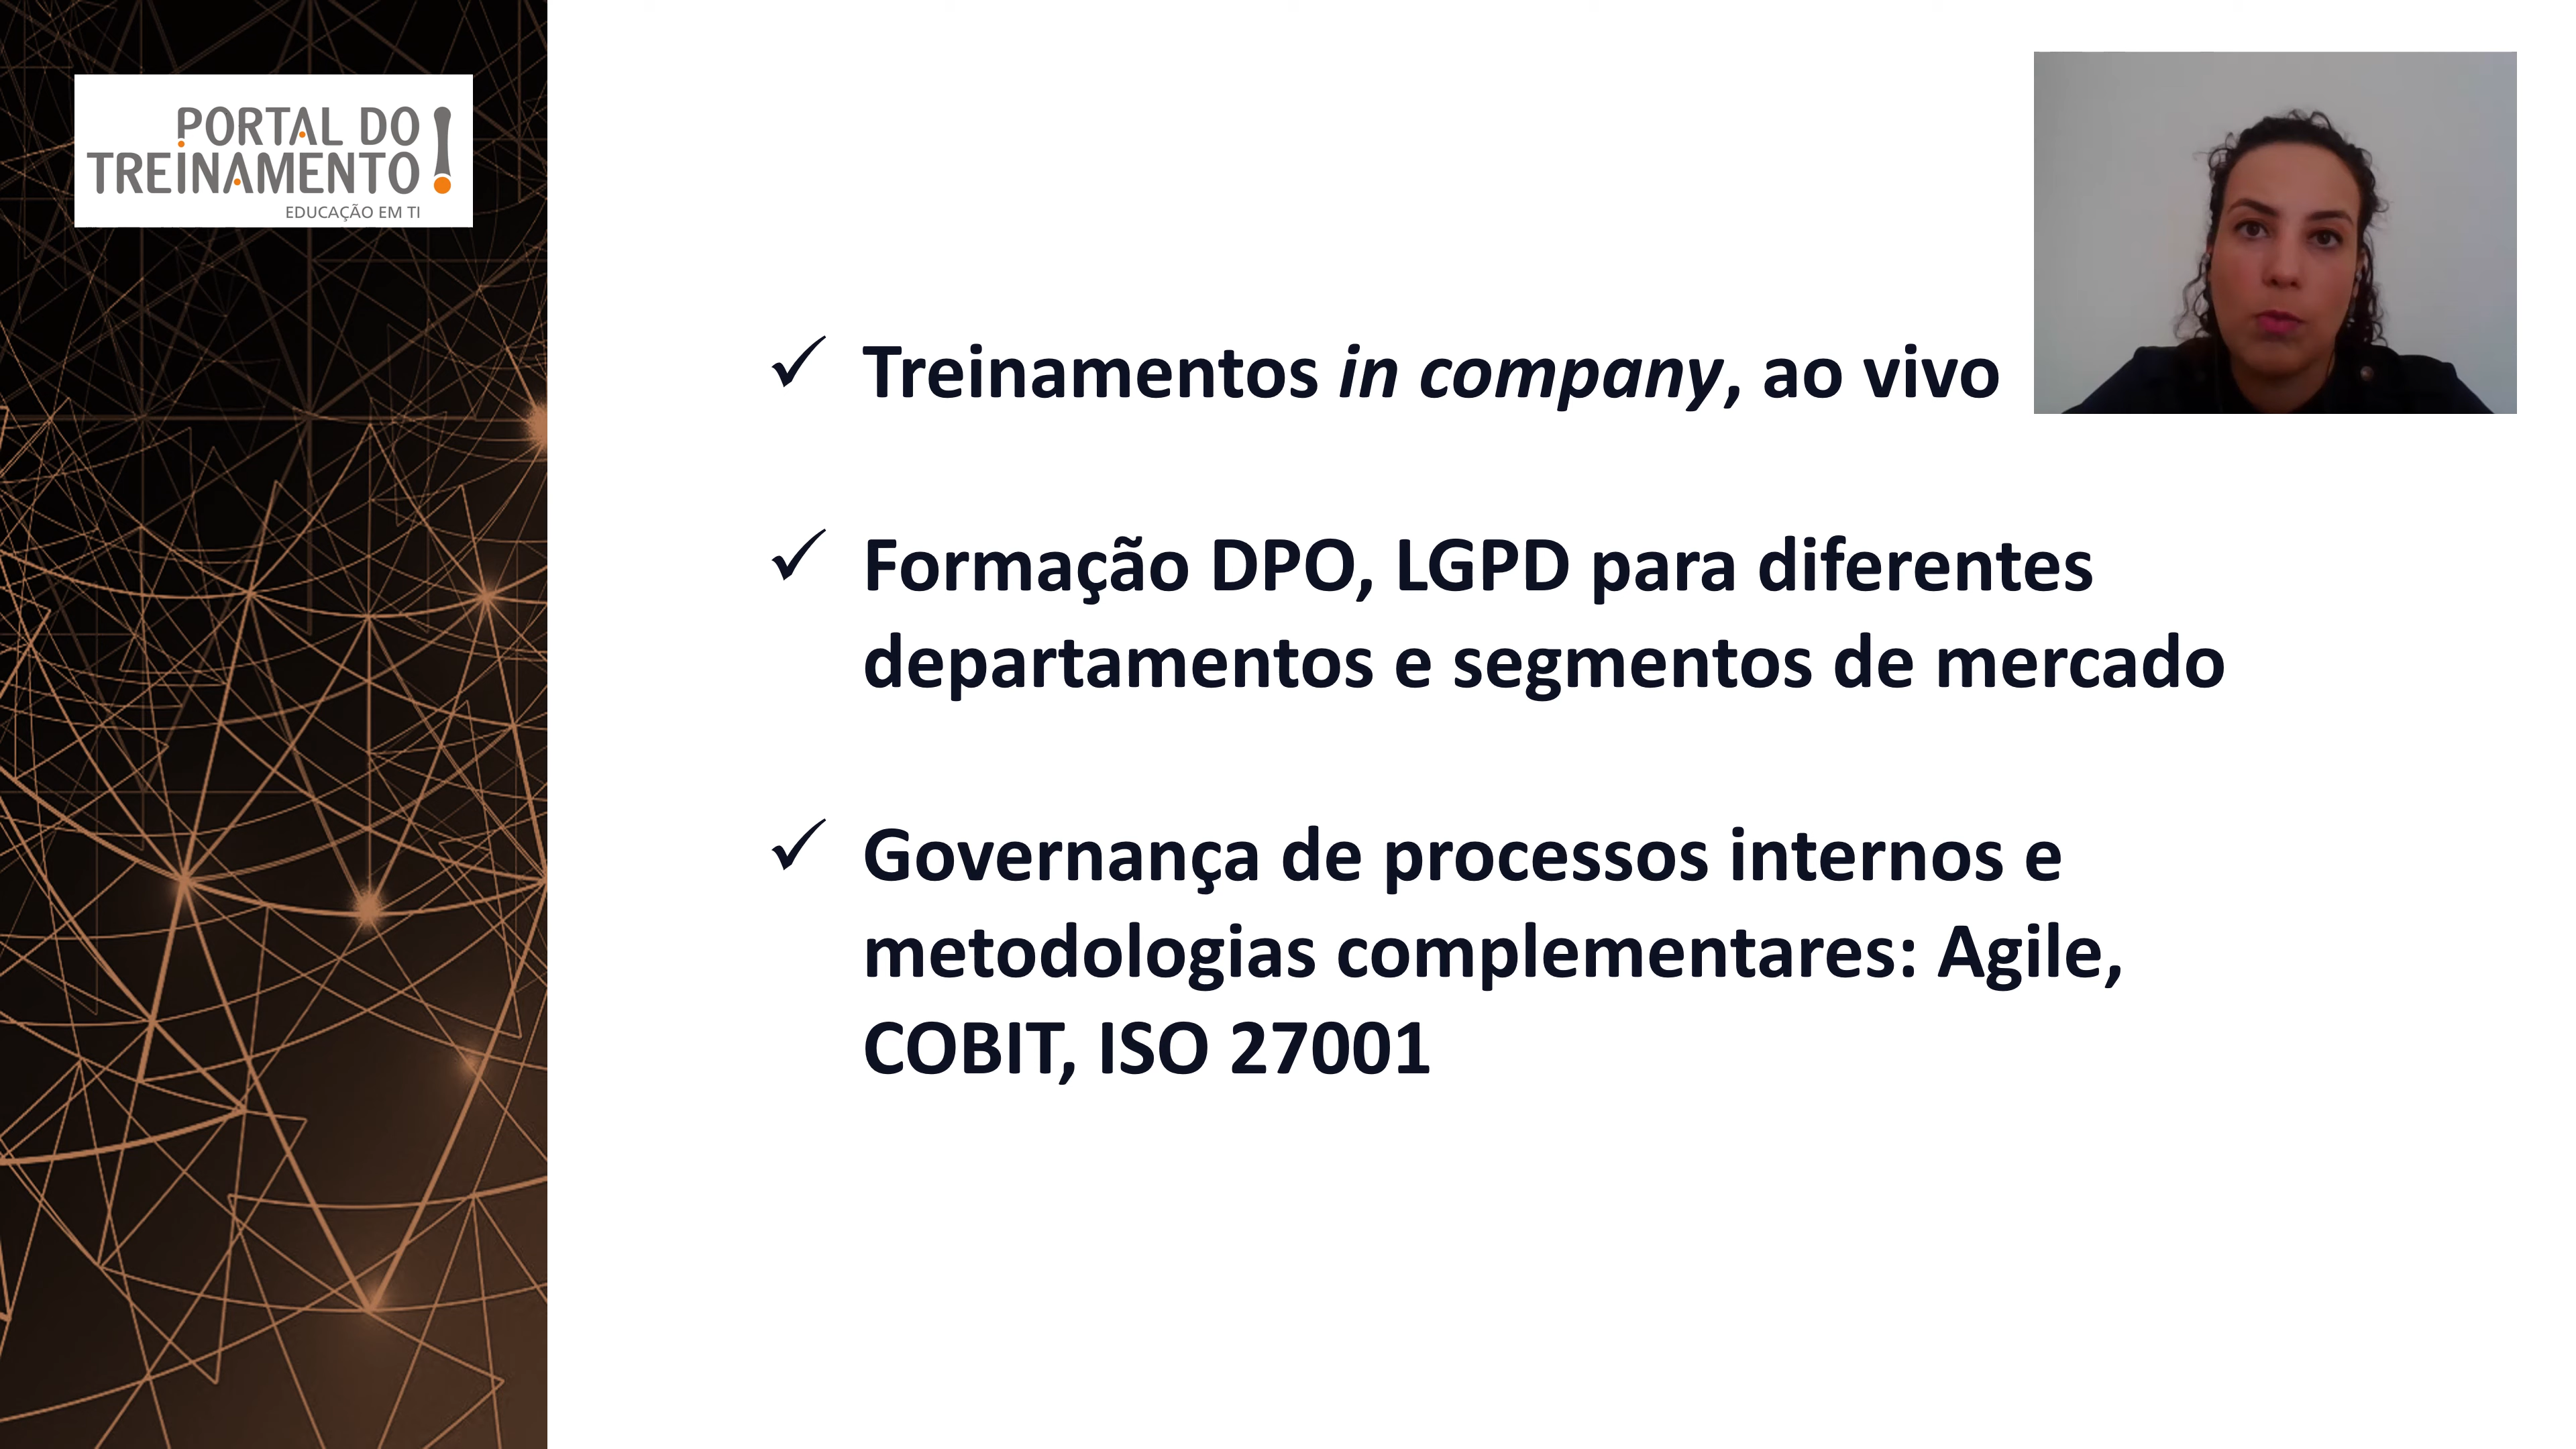 PORTAL DO
TREINAMENTO!
EDUCAÇÃO EM TI
Treinamentos in company, ao vivo
Formação DPO, LGPD para diferentes
departamentos e segmentos de mercado
Governança de processos internos e
metodologias complementares: Agile,
COBIT, ISO 27001